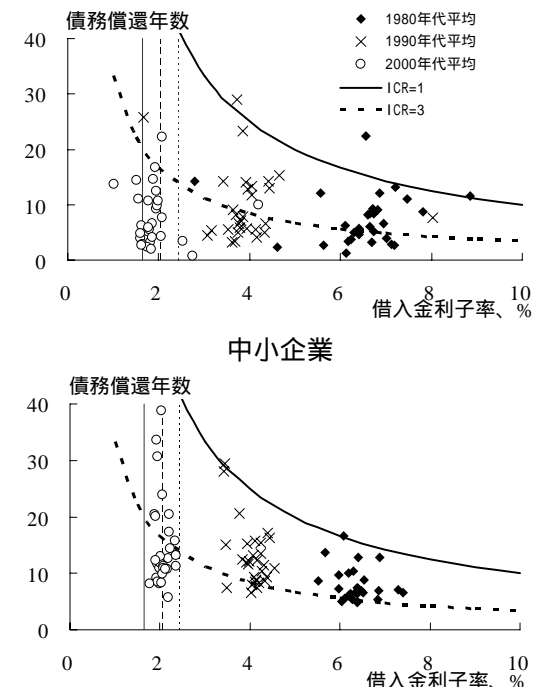 債務償還年数
40
30
20
10
0
◆ 1980年代平均
× 1990年代平均
○ 2000年代平均
ICR=1
ICR=3
0 2 4 6 8 10
借入金利子率、%
中小企業
債務償還年数
40
30
20
10
0
0 2 4 6 8 10
借入金利子率、%